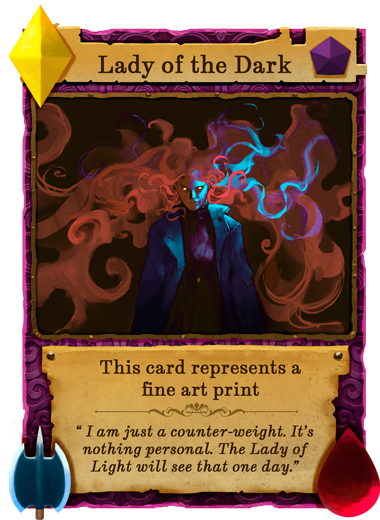 Lady of the Dark
This card represents a
fine art print
“ I am just a counter-weight. It’s
nothing personal. The Lady of
Light will see that one day.”